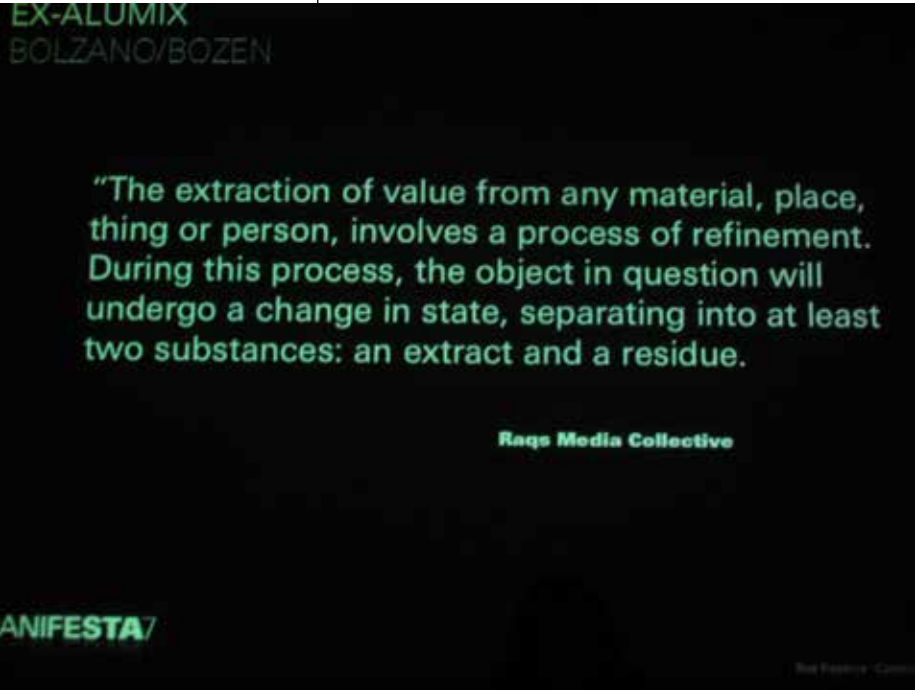 EX-ALUMIX
BOLZANO/BOZEN
“The extraction of value from any material, place,
thing or person, involves a process of refinement.
During this process, the object in question will
undergo a change in state, separating into at least
two substances: an extract and a residue.
Raqs Media Collective
ANIFESTA7